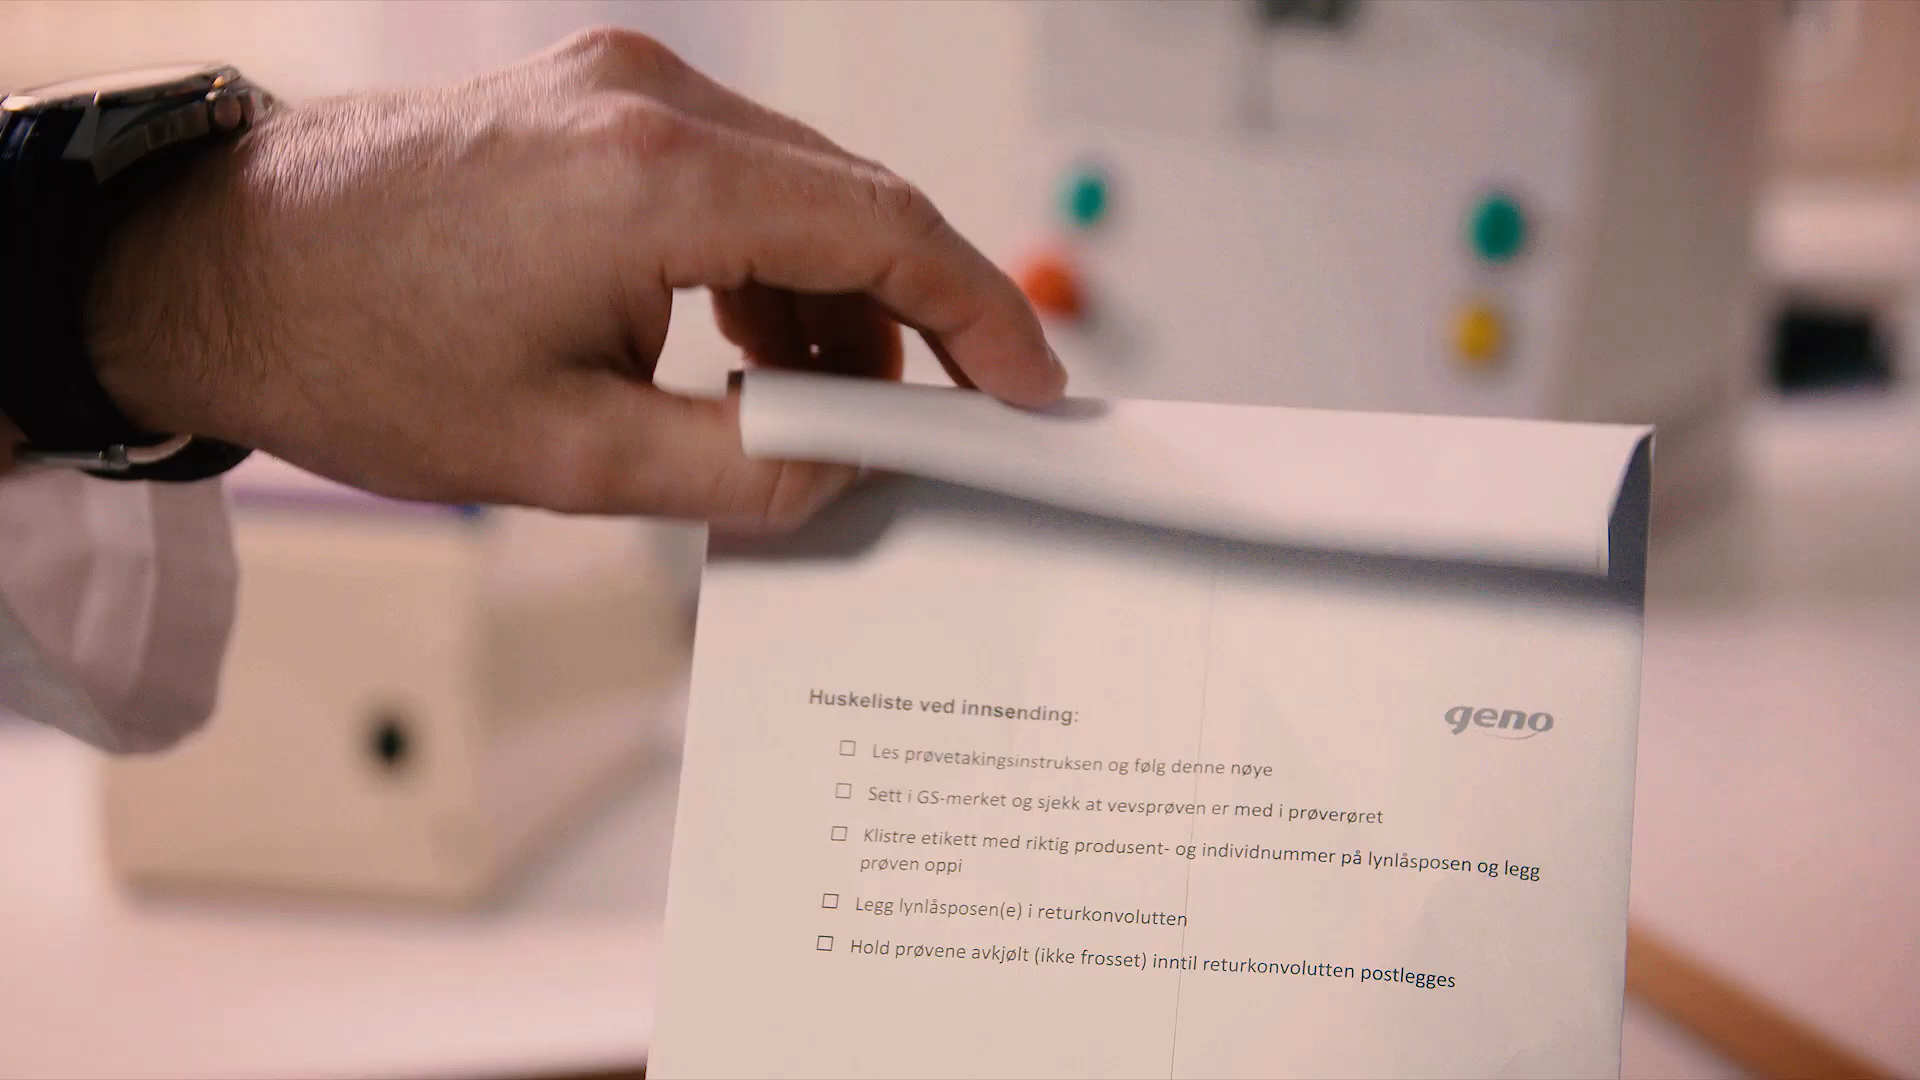 Huskeliste ved innsending:
geno
☐ Les prøvetakingsinstruksen og følg denne nøye
☐ Sett i GS-merket og sjekk at vevsprøven er med i prøverøret
☐ Klistre etikett med riktig produsent- og individnummer på lynlåsposen og legg
prøven oppi
☐ Legg lynlåsposen(e) i returkonvolutten
☐ Hold prøvene avkjølt (ikke frosset) inntil returkonvolutten postlegges